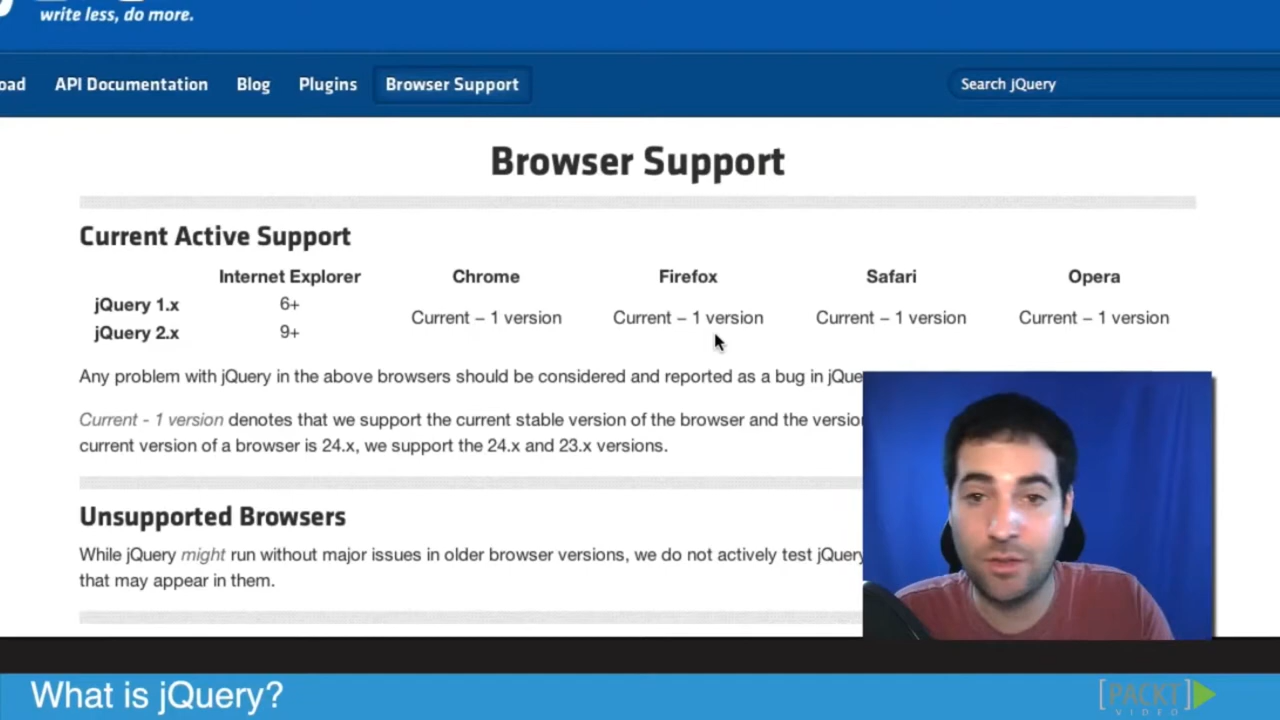 write less, do more.
oad API Documentation Blog Plugins Browser Support Search jQuery
Browser Support
Current Active Support
Internet Explorer Chrome Firefox Safari Opera
jQuery 1.x 6+
Current – 1 version Current – 1 version Current – 1 version Current – 1 version
jQuery 2.x 9+
Any problem with jQuery in the above browsers should be considered and reported as a bug in jQue
Current - 1 version denotes that we support the current stable version of the browser and the versio
current version of a browser is 24.x, we support the 24.x and 23.x versions.
Unsupported Browsers
While jQuery might run without major issues in older browser versions, we do not actively test jQuery
that may appear in them.
What is jQuery?
[PACKT]
VIDEO